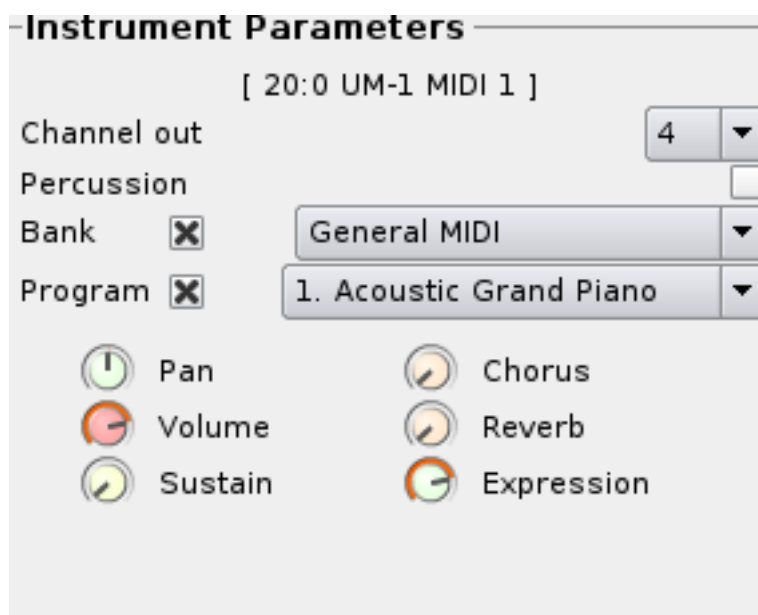 Instrument Parameters
[ 20:0 UM-1 MIDI 1 ]
Channel out 4
Percussion
Bank General MIDI
Program 1. Acoustic Grand Piano
Pan Chorus
Volume Reverb
Sustain Expression